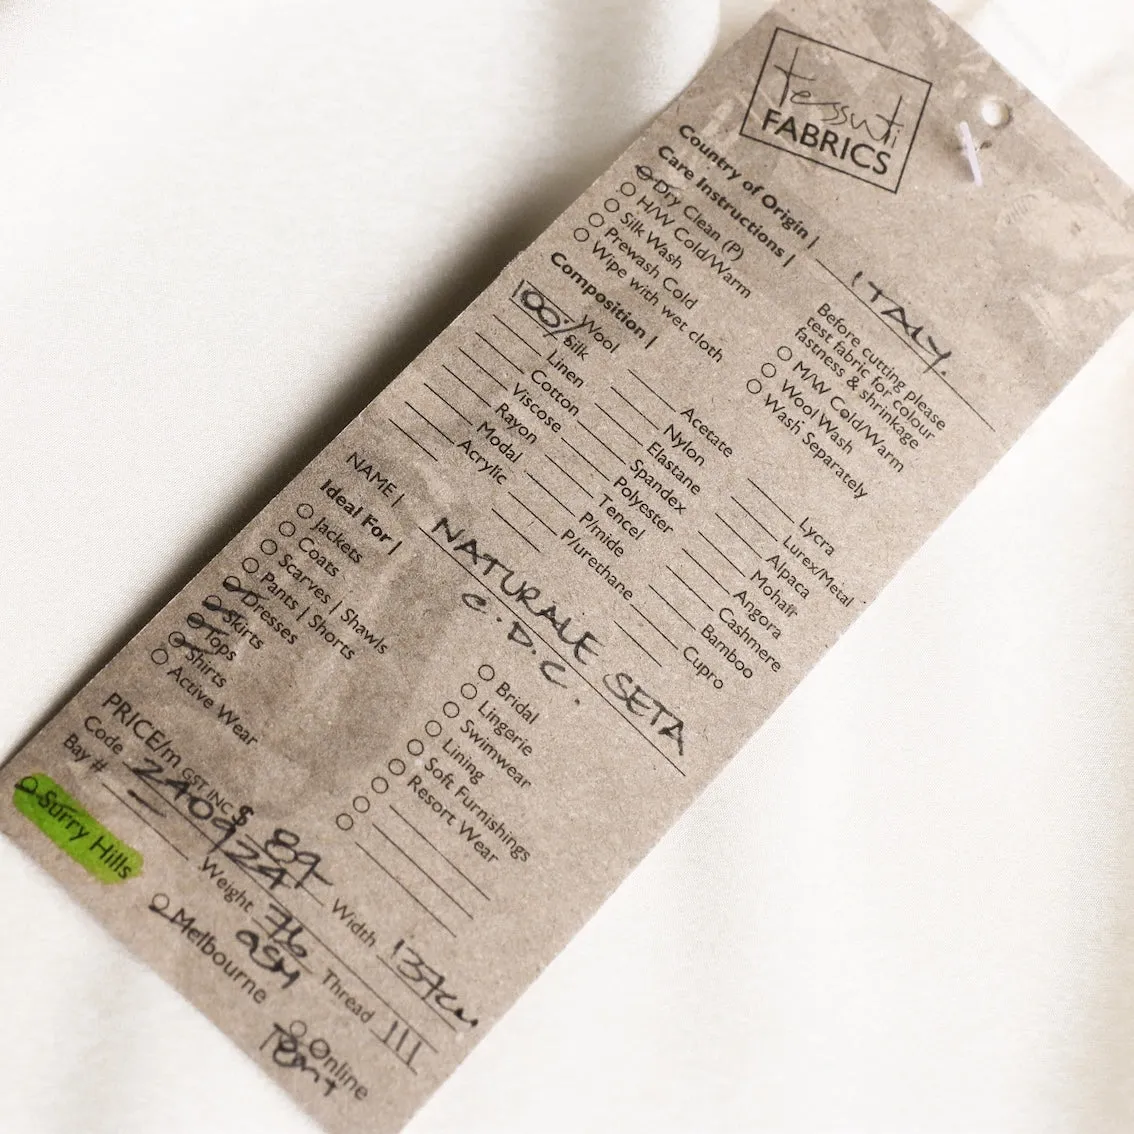 tessuti
FABRICS
Country of Origin | ITALY.
Care Instructions |
Dry Clean (P)
H/W Cold/Warm
Silk Wash
Prewash Cold
Wipe with wet cloth
Before cutting please
test fabric for colour
fastness & shrinkage
M/W Cold/Warm
Wool Wash
Wash Separately
Composition |
Wool
100% Silk
Linen
Cotton
Viscose
Rayon
Modal
Acrylic
Acetate
Nylon
Elastane
Spandex
Polyester
Tencel
P/mide
P/urethane
Lycra
Lurex/Metal
Alpaca
Mohair
Angora
Cashmere
Bamboo
Cupro
NAME | NATURALE SETA
C.D.C.
Ideal For |
Jackets
Coats
Scarves | Shawls
Pants | Shorts
Dresses
Skirts
Tops
Shirts
Active Wear
Bridal
Lingerie
Swimwear
Lining
Soft Furnishings
Resort Wear
PRICE/m GST INC $ 89 Width 137cm
Code 2409/24 Weight 76 GSM Thread 111
Bay # —
Surry Hills
Melbourne
Online